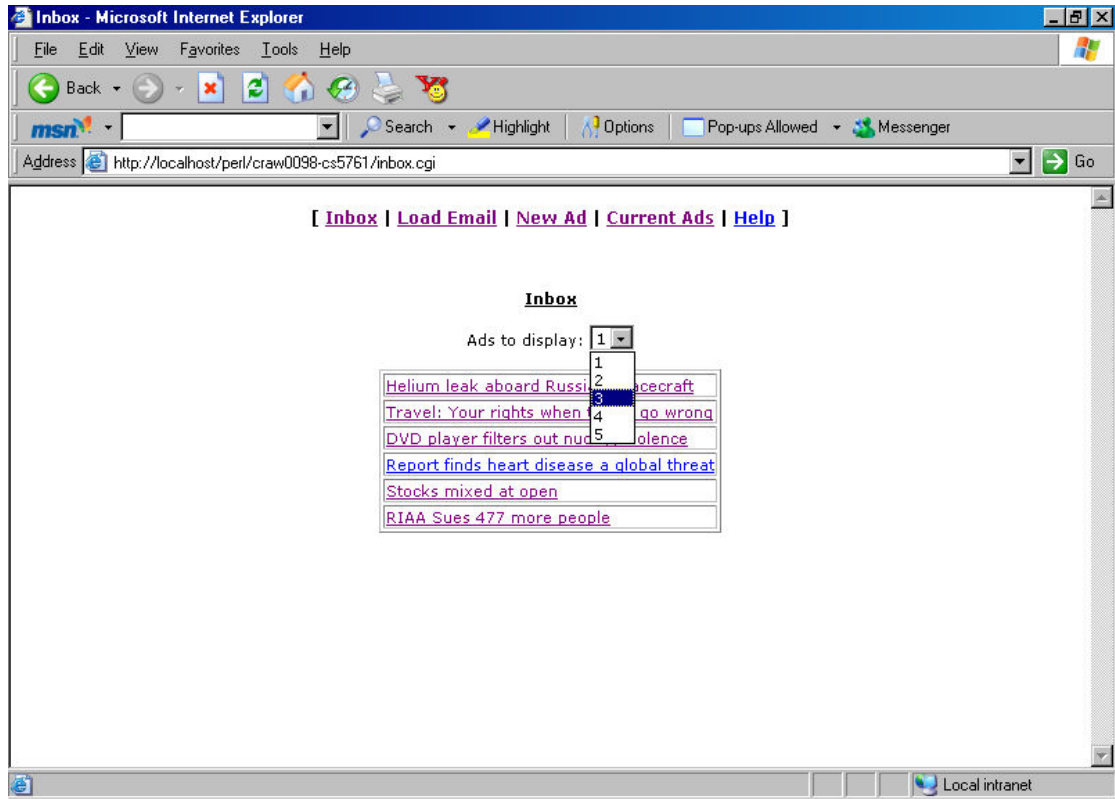 Inbox - Microsoft Internet Explorer
File Edit View Favorites Tools Help
Back
msn Search Highlight Options Pop-ups Allowed Messenger
Address http://localhost/perl/craw0098-cs5761/inbox.cgi Go
[ Inbox | Load Email | New Ad | Current Ads | Help ]
Inbox
Ads to display: 1
1
2
3
4
5
Helium leak aboard Russi acecraft
Travel: Your rights when go wrong
DVD player filters out nud olence
Report finds heart disease a global threat
Stocks mixed at open
RIAA Sues 477 more people
Local intranet